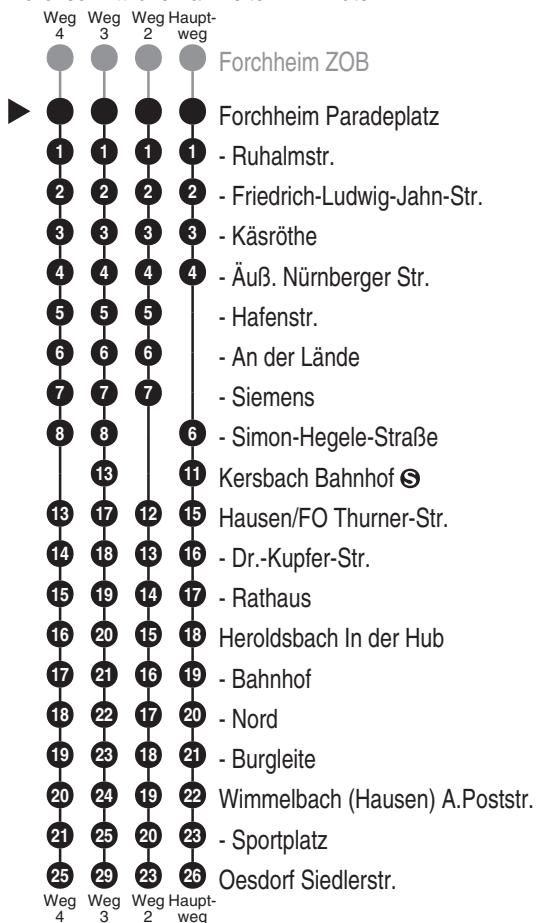 Weg Weg Weg Haupt-
4 3 2 weg
Forchheim ZOB
Forchheim Paradeplatz
1 1 1 1 - Ruhalmstr.
2 2 2 2 - Friedrich-Ludwig-Jahn-Str.
3 3 3 3 - Käsröthe
4 4 4 4 - Äuß. Nürnberger Str.
5 5 5 - Hafenstr.
6 6 6 - An der Lände
7 7 7 - Siemens
8 8 6 - Simon-Hegele-Straße
13 11 Kersbach Bahnhof S
13 17 12 15 Hausen/FO Thurner-Str.
14 18 13 16 - Dr.-Kupfer-Str.
15 19 14 17 - Rathaus
16 20 15 18 Heroldsbach In der Hub
17 21 16 19 - Bahnhof
18 22 17 20 - Nord
19 23 18 21 - Burgleite
20 24 19 22 Wimmelbach (Hausen) A.Poststr.
21 25 20 23 - Sportplatz
25 29 23 26 Oesdorf Siedlerstr.
Weg Weg Weg Haupt-
4 3 2 weg